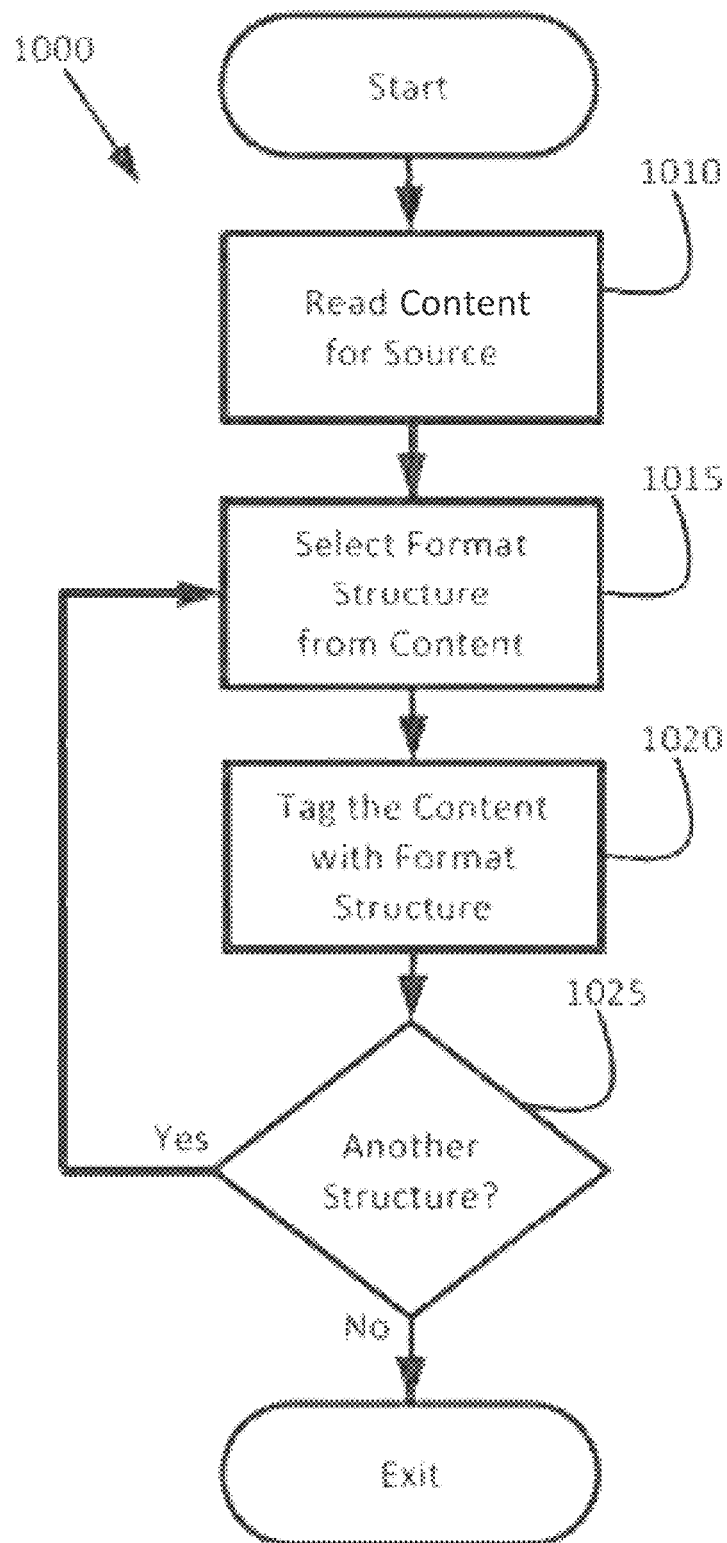 1000
Start
1010
Read Content
for Source
1015
Select Format
Structure
from Content
1020
Tag the Content
with Format
Structure
1025
Yes
Another
Structure?
No
Exit